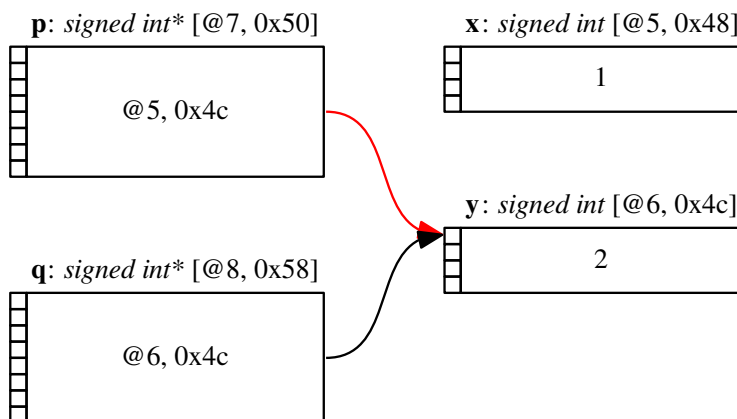 p: signed int* [@7, 0x50]
@5, 0x4c
x: signed int [@5, 0x48]
1
y: signed int [@6, 0x4c]
2
q: signed int* [@8, 0x58]
@6, 0x4c